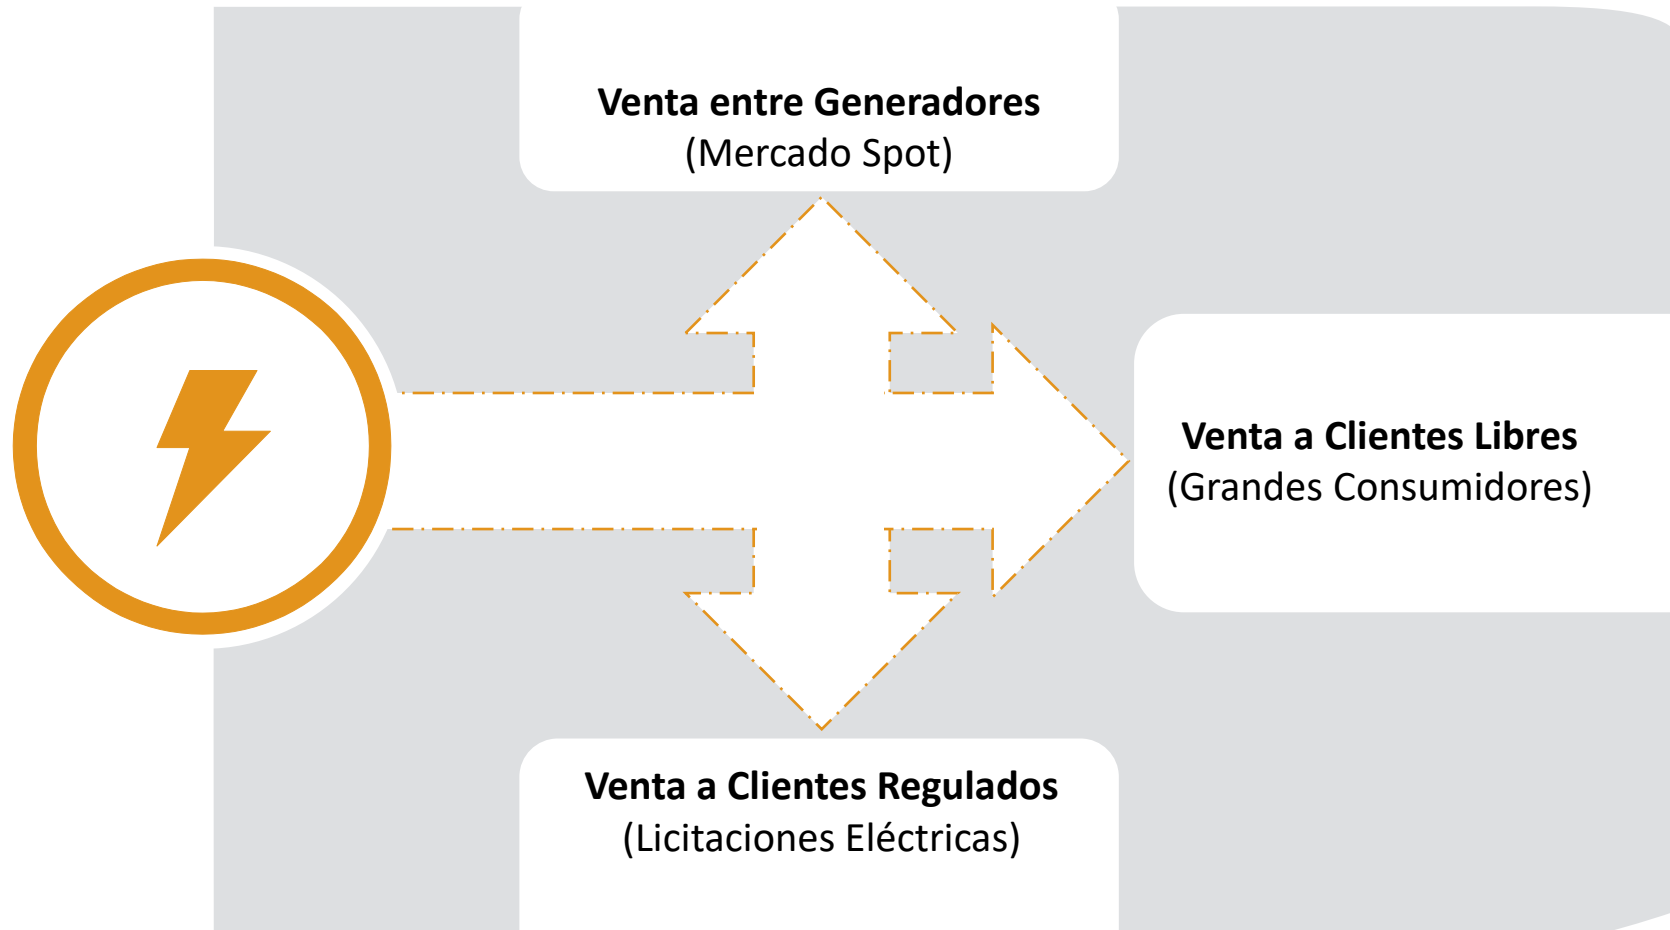 Venta entre Generadores
(Mercado Spot)
Venta a Clientes Libres
(Grandes Consumidores)
Venta a Clientes Regulados
(Licitaciones Eléctricas)